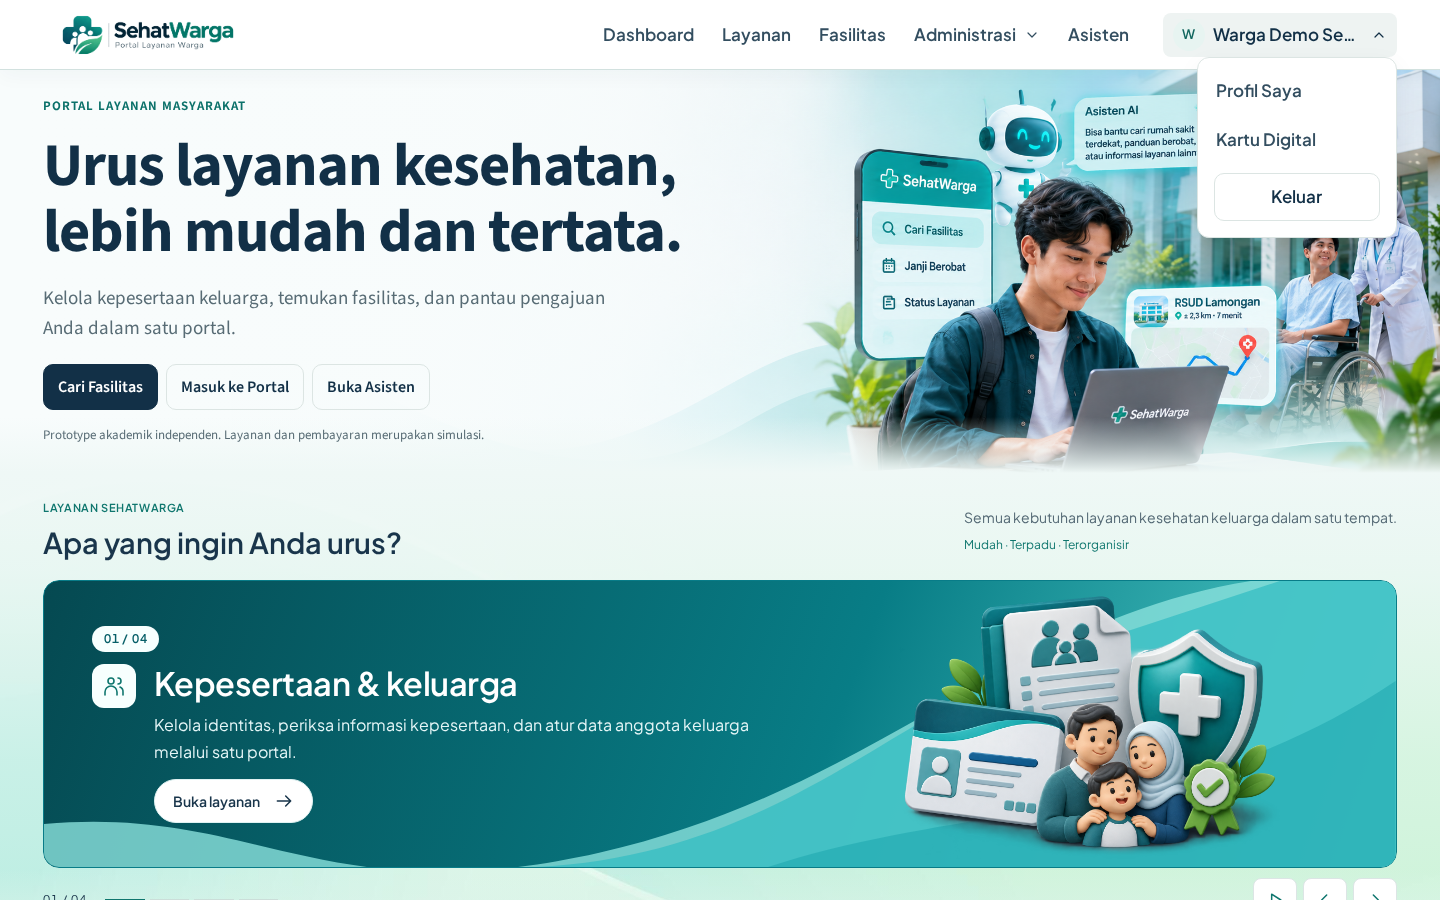 SehatWarga
Portal Layanan Warga
Dashboard
Layanan
Fasilitas
Administrasi
Asisten
W
Warga Demo Se...
Profil Saya
Kartu Digital
Keluar
PORTAL LAYANAN MASYARAKAT
Urus layanan kesehatan,
lebih mudah dan tertata.
Kelola kepesertaan keluarga, temukan fasilitas, dan pantau pengajuan
Anda dalam satu portal.
Cari Fasilitas
Masuk ke Portal
Buka Asisten
Prototype akademik independen. Layanan dan pembayaran merupakan simulasi.
Asisten AI
Bisa bantu cari rumah sakit
terdekat, panduan berobat,
atau informasi layanan
SehatWarga
Cari Fasilitas
Janji Berobat
Status Layanan
RSUD Lamongan
± 2,3 km • 7 menit
SehatWarga
LAYANAN SEHATWARGA
Apa yang ingin Anda urus?
Semua kebutuhan layanan kesehatan keluarga dalam satu tempat.
Mudah · Terpadu · Terorganisir
01 / 04
Kepesertaan & keluarga
Kelola identitas, periksa informasi kepesertaan, dan atur data anggota keluarga
melalui satu portal.
Buka layanan
01 / 04